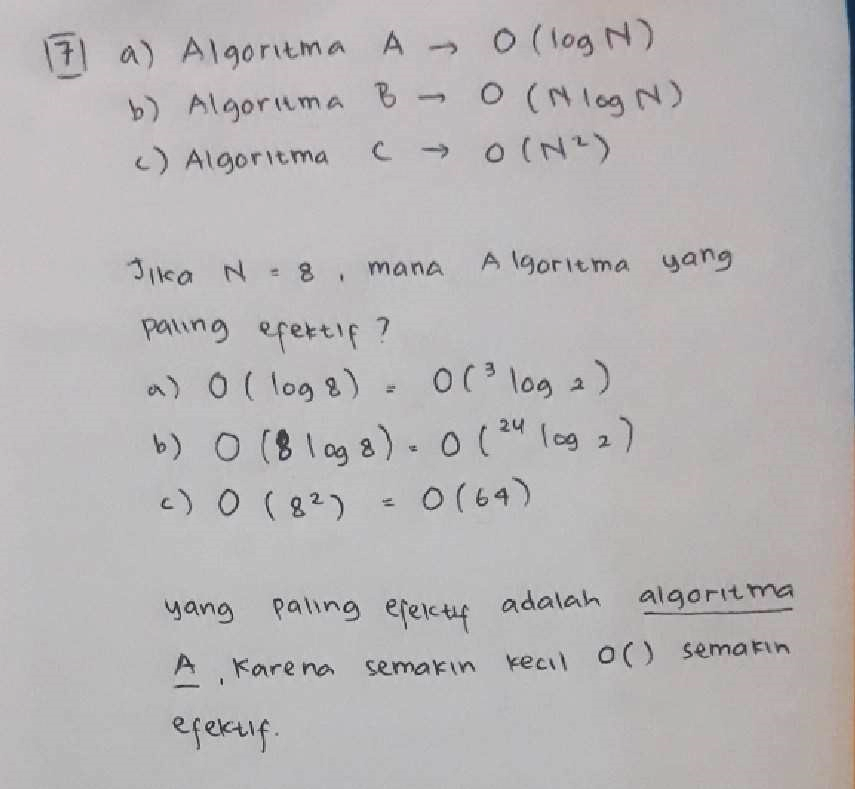 17 a) Algoritma A → O (log N)
b) Algoritma B → O (N log N)
c) Algoritma C → O (N²)
Jika N = 8, mana Algoritma yang
paling efektif?
a) O (log 8) = O(³ log 2)
b) O (8 log 8) = O (²⁴ log 2)
c) O (8²) = O(64)
yang paling efektif adalah algoritma
A, Karena semakin kecil O() semakin
efektif.